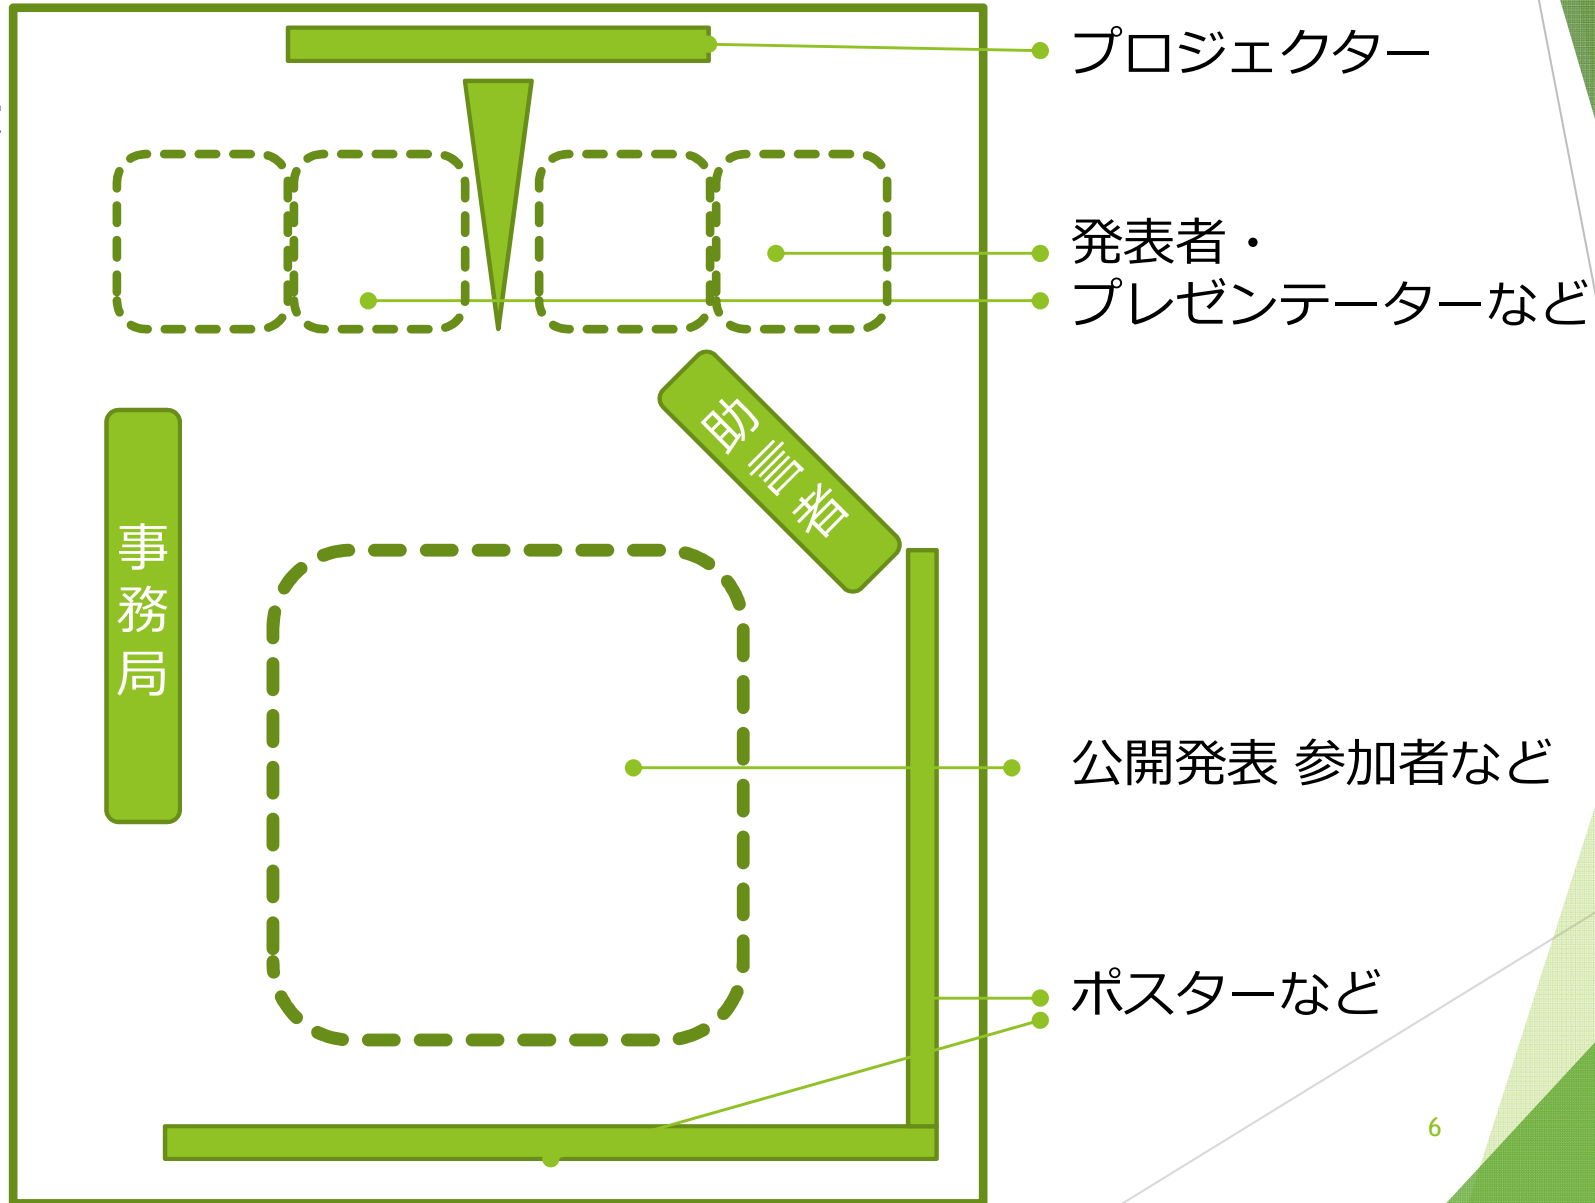 プロジェクター
発表者・
プレゼンテーターなど
助言者
事務局
公開発表 参加者など
ポスターなど
6